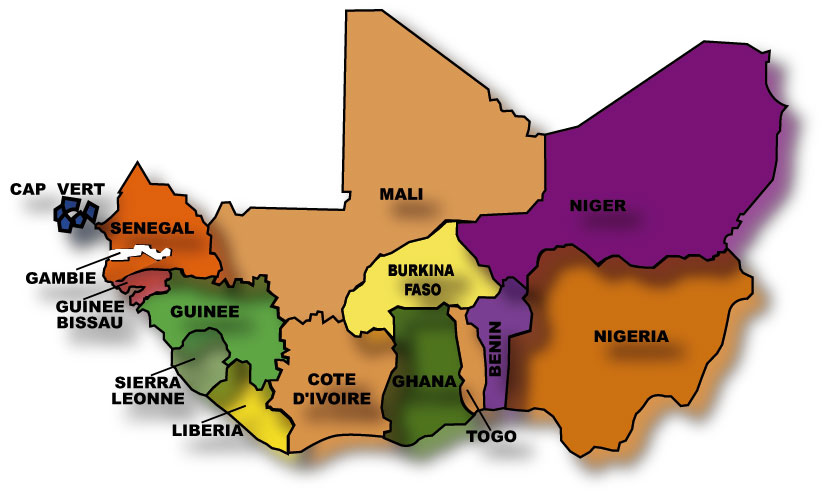 CAP VERT
SENEGAL
MALI
NIGER
GAMBIE
BURKINA
FASO
GUINEE
BISSAU
GUINEE
NIGERIA
BENIN
SIERRA
LEONNE
COTE
D'IVOIRE
GHANA
LIBERIA
TOGO